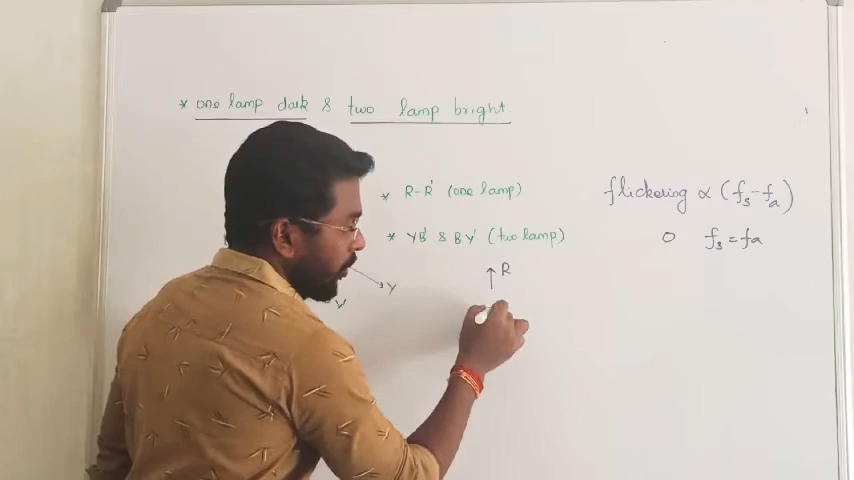 * one lamp dark & two lamp bright.
* R-R' (one lamp)
* YB' & BY' (two lamp)
R
Y
flickering ∝ (fs-fa)
0 fs=fa